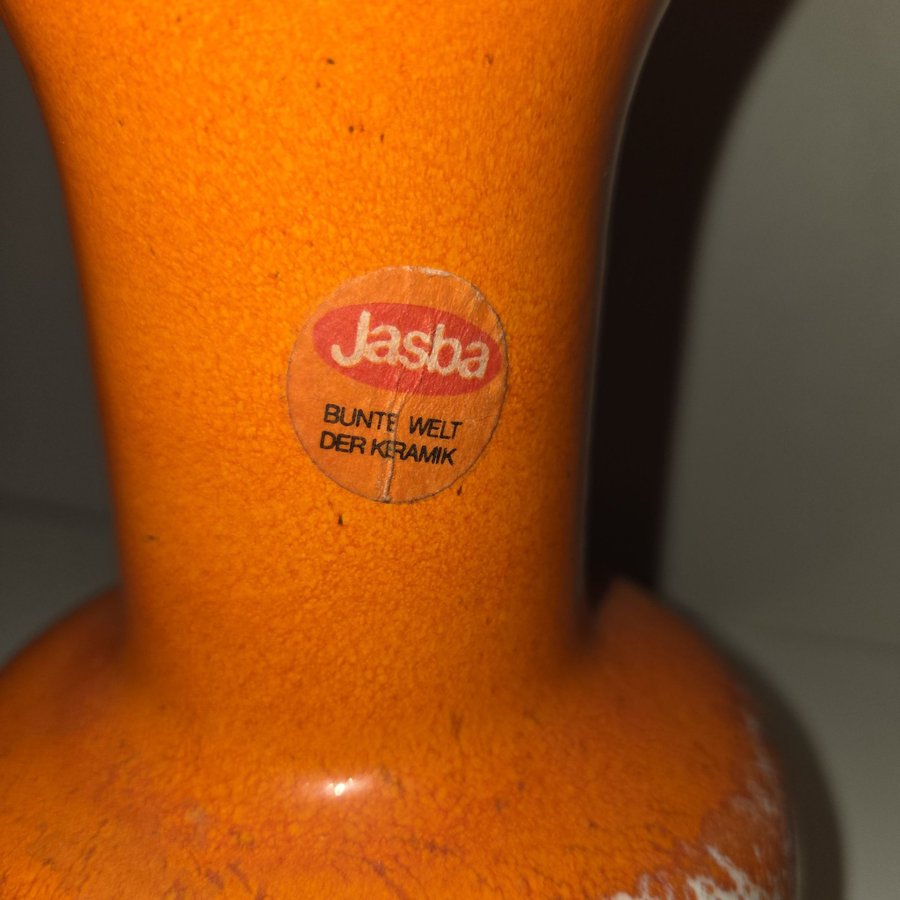 Jasba
BUNTE WELT
DER KERAMIK